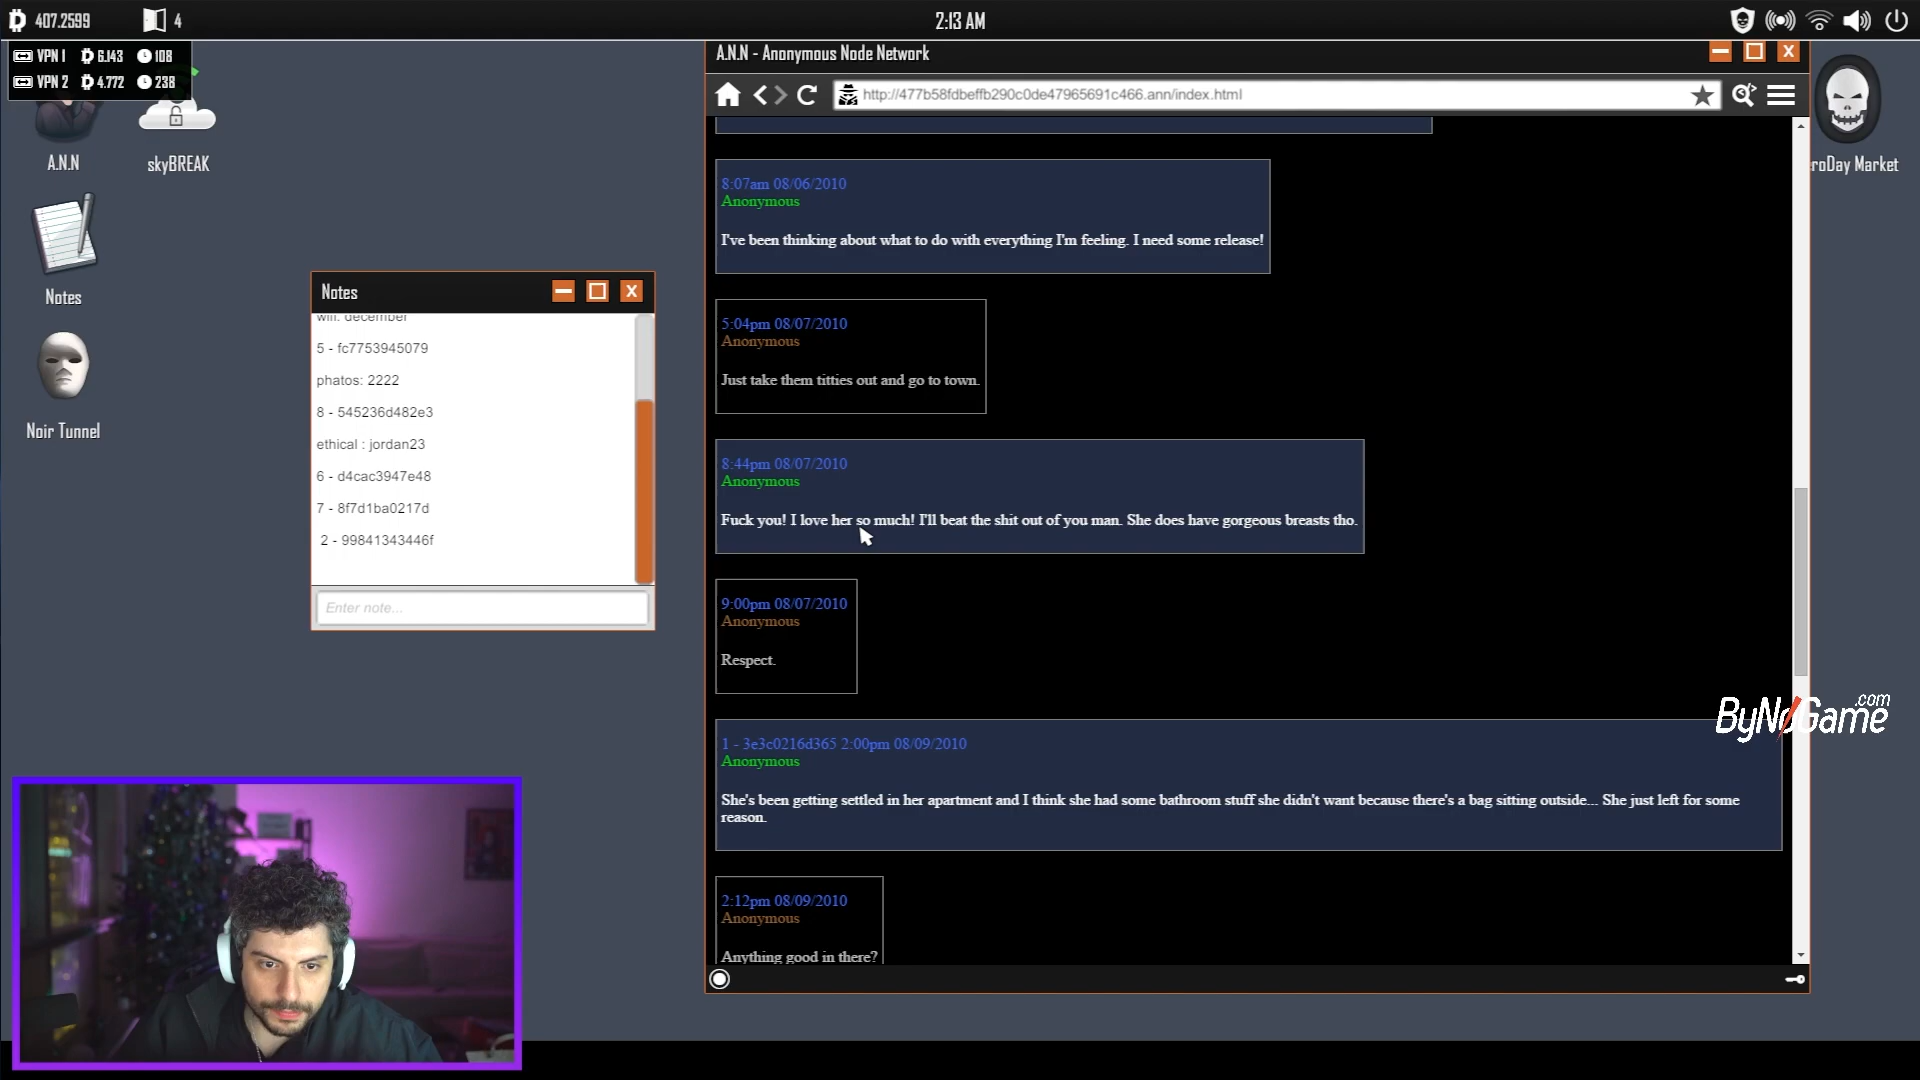 407.2599
4
2:13 AM
VPN 1 6.143 108
VPN 2 4.772 238
A.N.N
skyBREAK
Notes
Noir Tunnel
Notes
will: december
5 - fc7753945079
photos: 2222
8 - 545236d482e3
ethical : jordan23
6 - d4cac3947e48
7 - 8f7d1ba0217d
2 - 99841343446f
Enter note...
A.N.N - Anonymous Node Network
http://477b58fdbeffb290c0de47965691c466.ann/index.html
8:07am 08/06/2010
Anonymous
I've been thinking about what to do with everything I'm feeling. I need some release!
5:04pm 08/07/2010
Anonymous
Just take them titties out and go to town.
8:44pm 08/07/2010
Anonymous
Fuck you! I love her so much! I'll beat the shit out of you man. She does have gorgeous breasts tho.
9:00pm 08/07/2010
Anonymous
Respect.
1 - 3e3c0216d365 2:00pm 08/09/2010
Anonymous
She's been getting settled in her apartment and I think she had some bathroom stuff she didn't want because there's a bag sitting outside... She just left for some
reason.
2:12pm 08/09/2010
Anonymous
Anything good in there?
roDay Market
ByNoGame.com